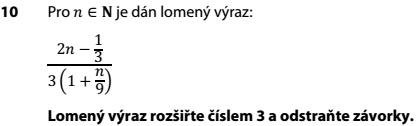 10 Pro n ∈ N je dán lomený výraz:
2n − 1/3
3 (1 + n/9)
Lomený výraz rozšiřte číslem 3 a odstraňte závorky.